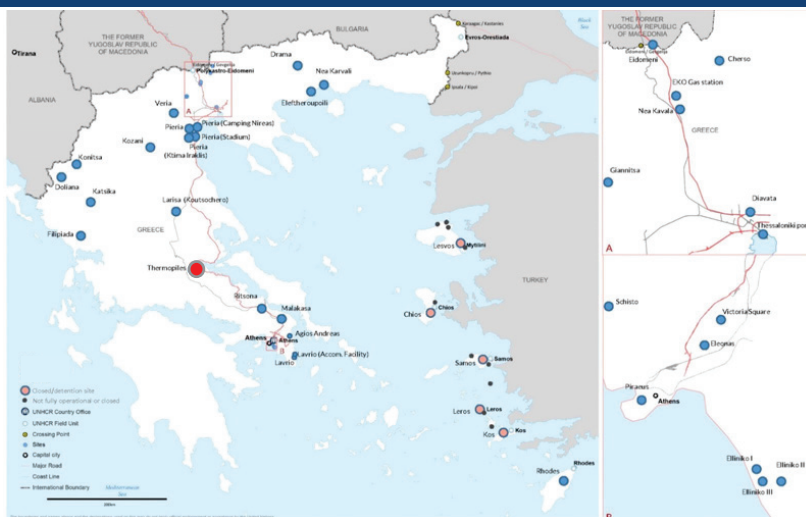 BULGARIA
Black
Sea
THE FORMER
YUGOSLAV REPUBLIC
OF MACEDONIA
Tirana
ALBANIA
Evros-Orestiada
Drama
Nea Karvali
Eleftheroupoili
Polykastro-Eidomeni
A
Veria
Pieria
Pieria (Camping Nireas)
Pieria (Stadium)
Pieria
(Ktima Iraklis)
Kozani
Konitsa
Doliana
Katsika
Larisa (Koutsochero)
Filipiada
GREECE
Thermopiles
Ritsona
Malakasa
Agios Andreas
Athens
Athens
B
Lavrio (Accom. Facility)
Lavrio
Lesvos
Mytilini
TURKEY
Chios
Chios
Samos
Samos
Leros
Leros
Kos
Kos
Rhodes
Rhodes
Closed/detention site
Not fully operational or closed
UNHCR Country Office
UNHCR Field Unit
Crossing Point
Sites
Capital city
Major Road
Coast Line
International Boundary
Mediterranean
Sea
THE FORMER
YUGOSLAV REPUBLIC
OF MACEDONIA
Eidomeni
Cherso
EKO Gas station
Nea Kavala
GREECE
Giannitsa
Diavata
Thessaloniki port
A
Schisto
Victoria Square
Eleonas
Piraeus
Athens
Elliniko I
Elliniko II
Elliniko III
B